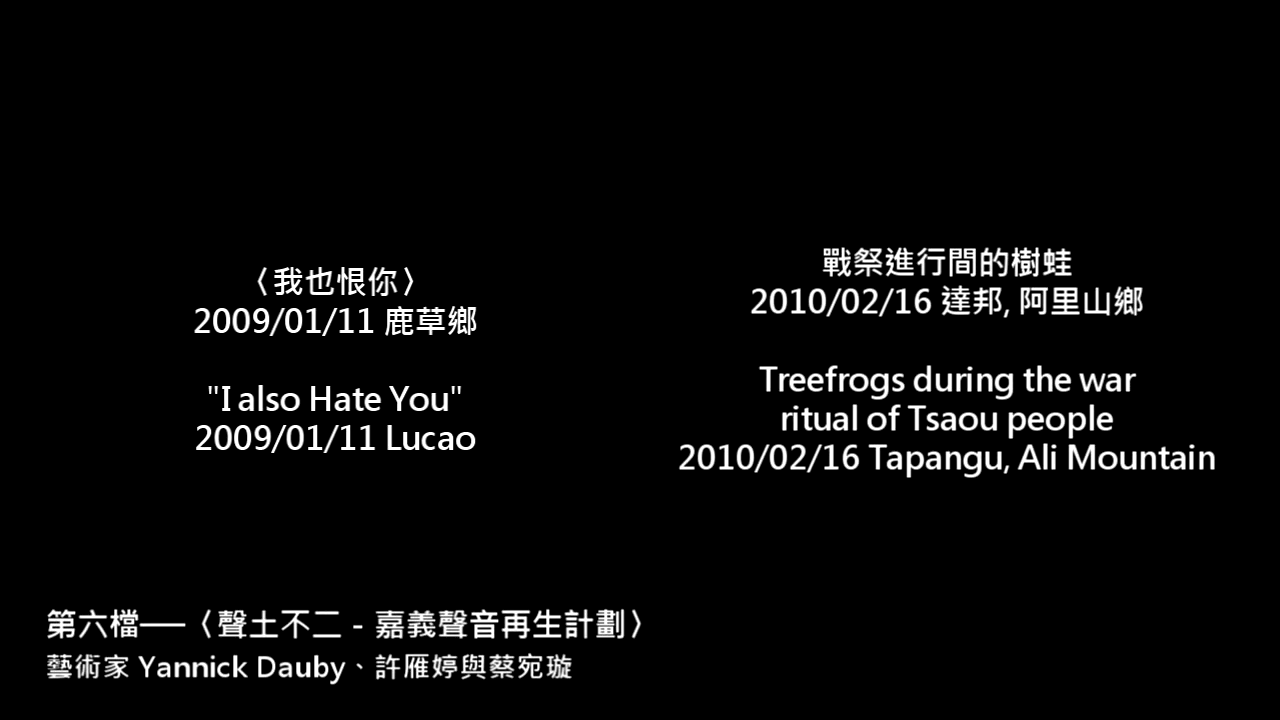 〈我也恨你〉
2009/01/11 鹿草鄉
"I also Hate You"
2009/01/11 Lucao
戰祭進行間的樹蛙
2010/02/16 達邦, 阿里山鄉
Treefrogs during the war
ritual of Tsaou people
2010/02/16 Tapangu, Ali Mountain
第六檔──〈聲土不二 - 嘉義聲音再生計劃〉
藝術家 Yannick Dauby、許雁婷與蔡宛璇